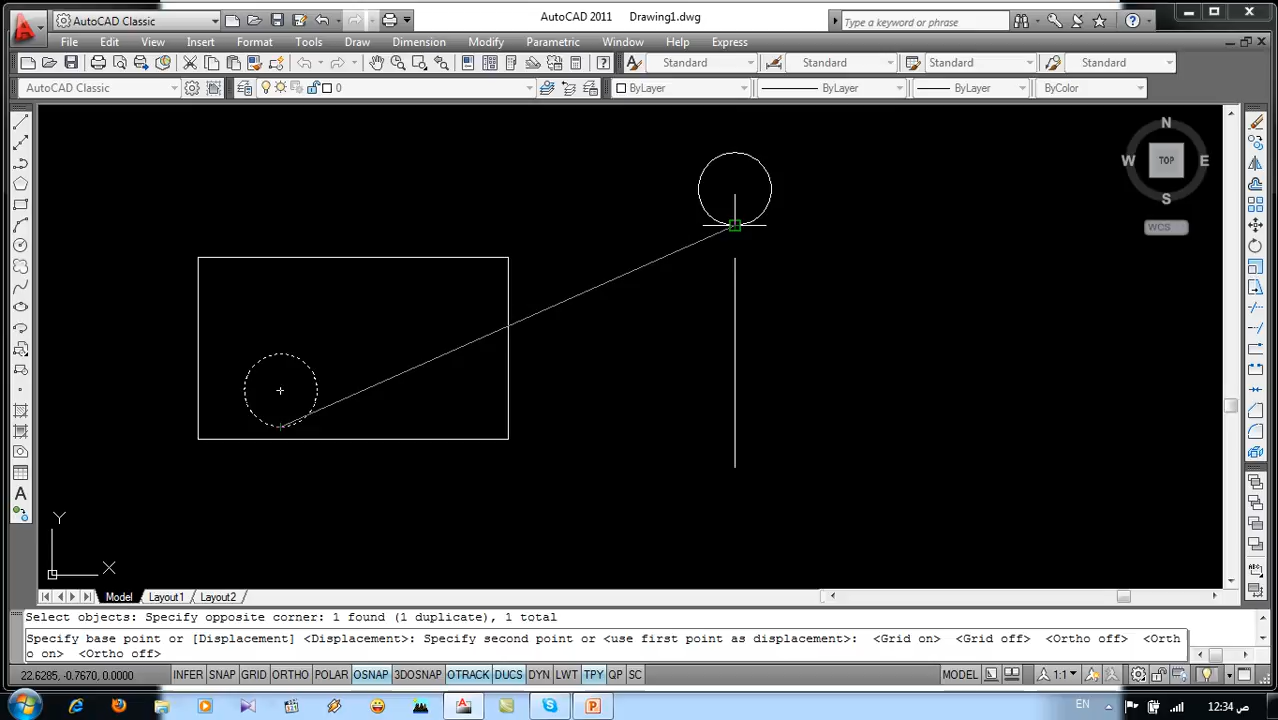 AutoCAD Classic
AutoCAD 2011 Drawing1.dwg
Type a keyword or phrase
File Edit View Insert Format Tools Draw Dimension Modify Parametric Window Help Express
Standard Standard Standard Standard
AutoCAD Classic 0 ByLayer ByLayer ByLayer ByColor
N
W TOP E
S
WCS
Y
X
Model Layout1 Layout2
Select objects: Specify opposite corner: 1 found (1 duplicate), 1 total
Specify base point or [Displacement] <Displacement>: Specify second point or <use first point as displacement>: <Grid on> <Grid off> <Ortho off> <Orth
o on> <Ortho off>
22.6285, -0.7670, 0.0000 INFER SNAP GRID ORTHO POLAR OSNAP 3DOSNAP OTRACK DUCS DYN LWT TPY QP SC MODEL 1:1
EN 12:34 ص